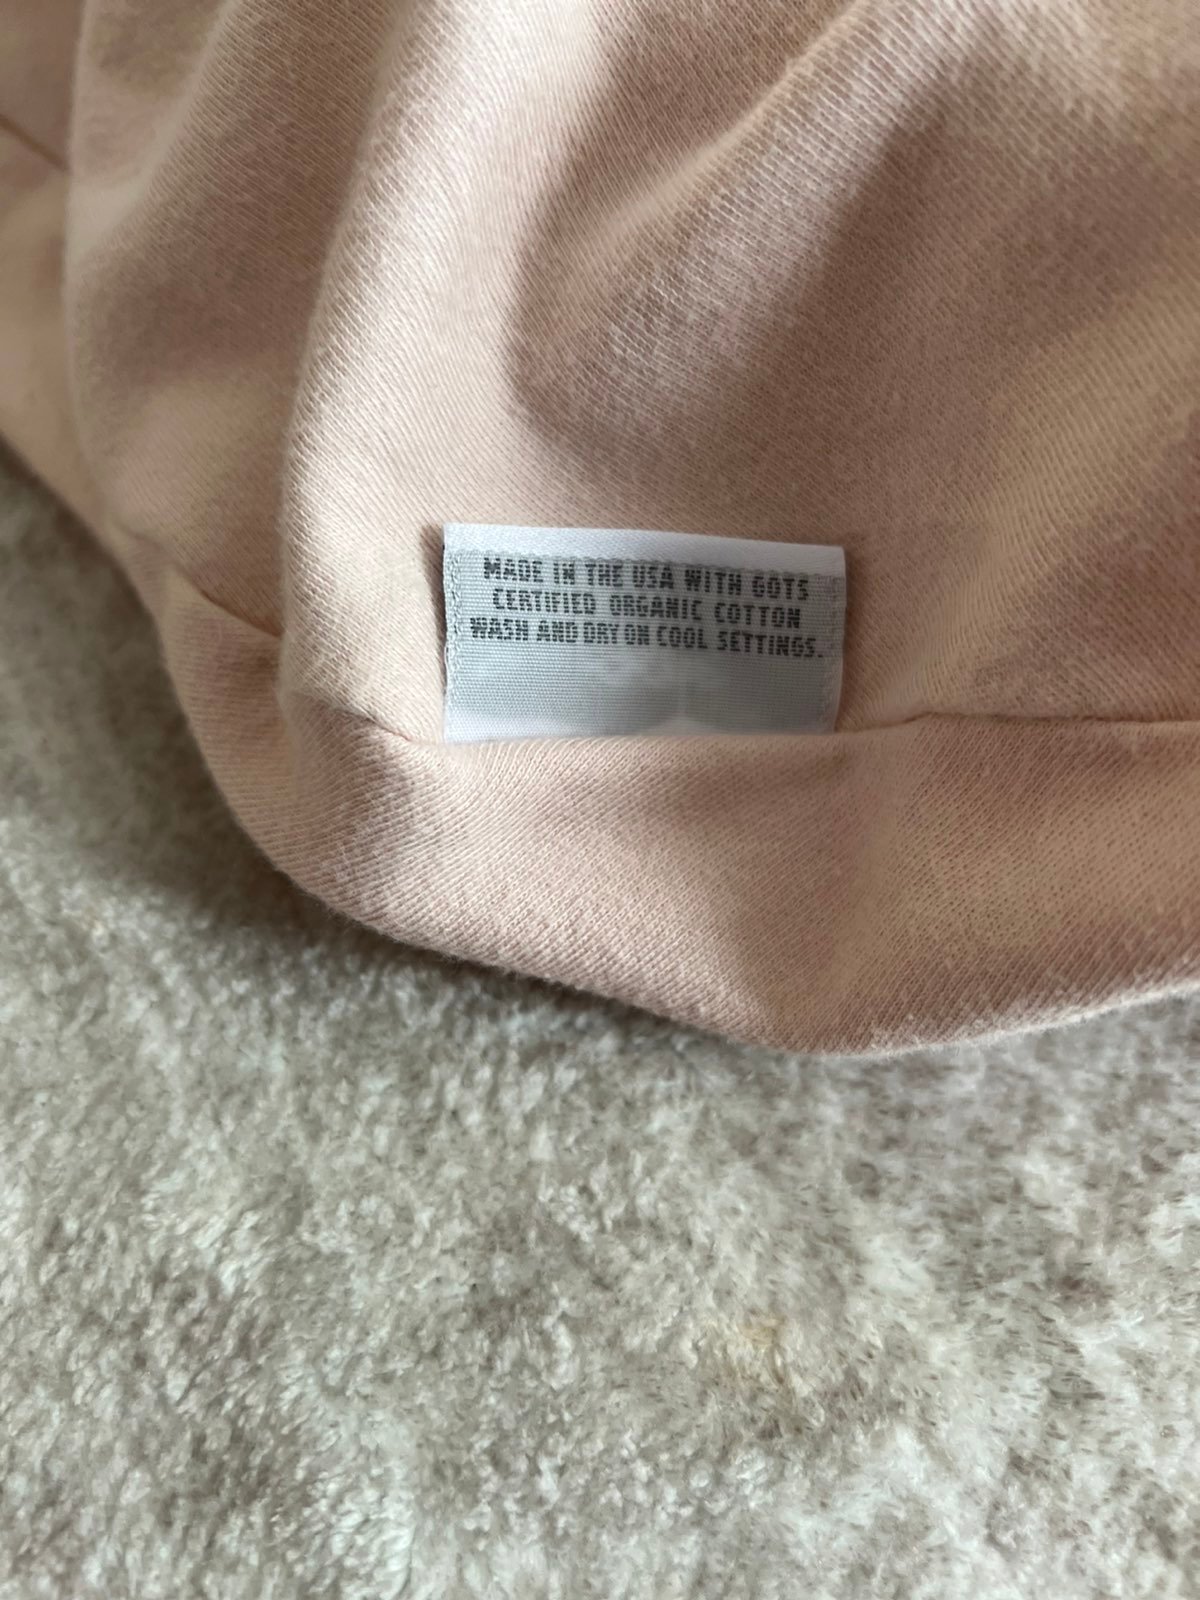 MADE IN THE USA WITH GOTS
CERTIFIED ORGANIC COTTON
WASH AND DRY ON COOL SETTINGS.